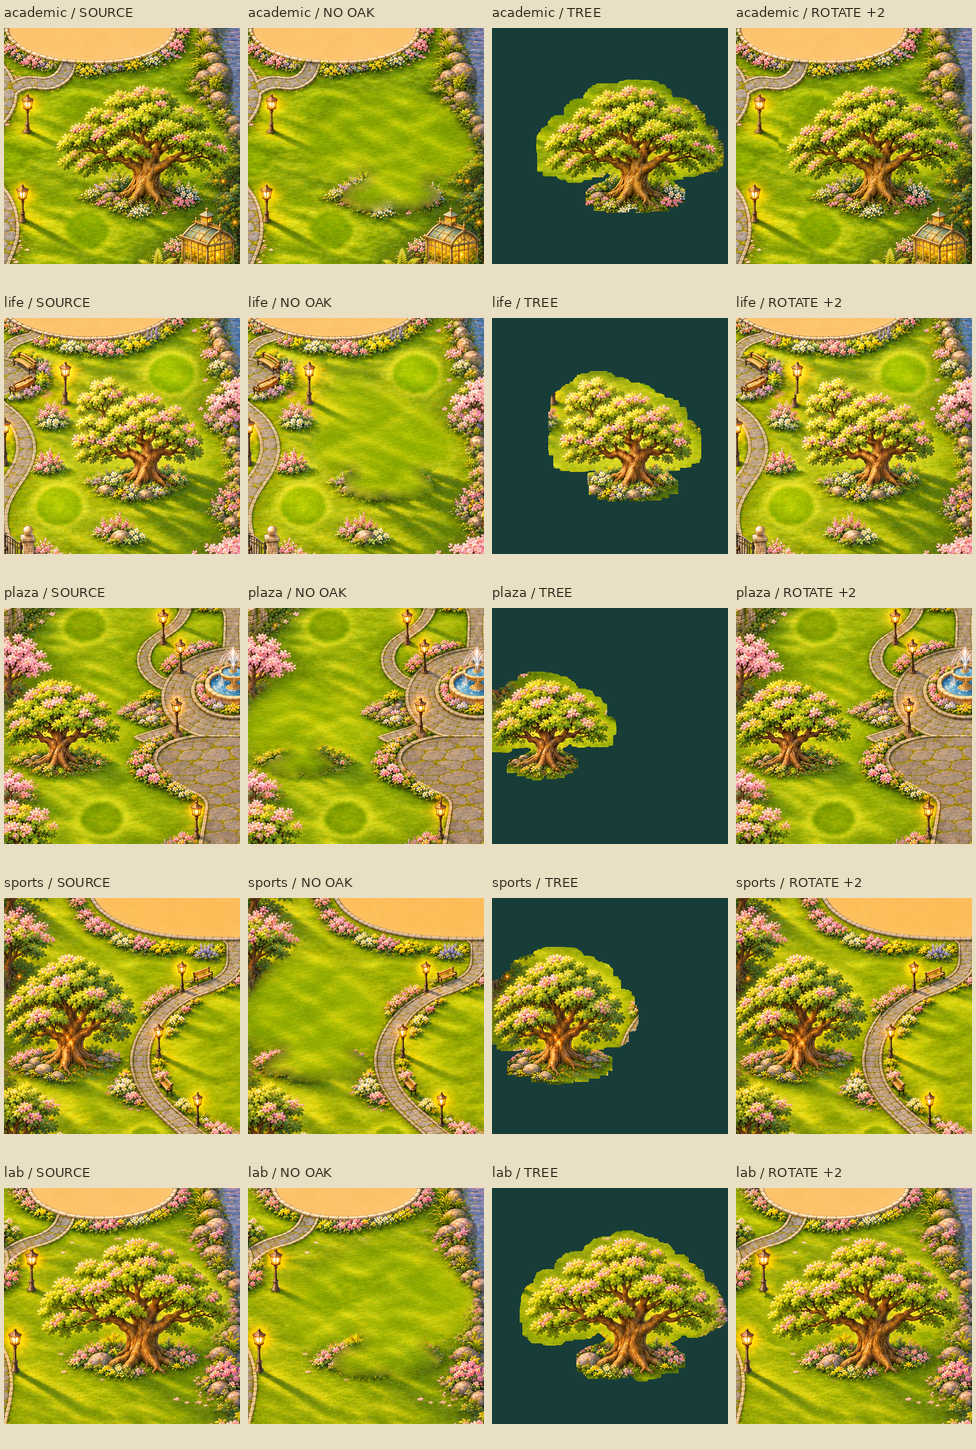 academic / SOURCE
academic / NO OAK
academic / TREE
academic / ROTATE +2
life / SOURCE
life / NO OAK
life / TREE
life / ROTATE +2
plaza / SOURCE
plaza / NO OAK
plaza / TREE
plaza / ROTATE +2
sports / SOURCE
sports / NO OAK
sports / TREE
sports / ROTATE +2
lab / SOURCE
lab / NO OAK
lab / TREE
lab / ROTATE +2